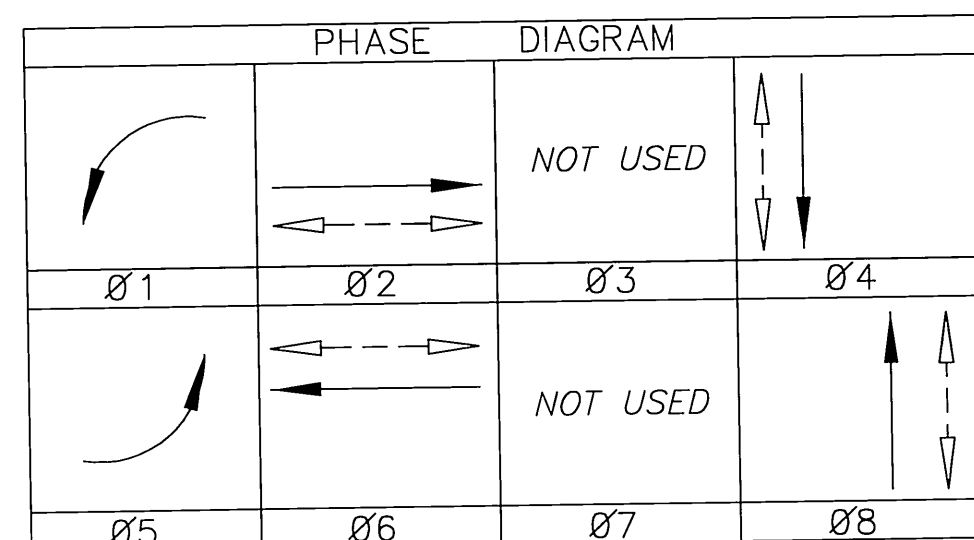 PHASE DIAGRAM
NOT USED
Ø1 Ø2 Ø3 Ø4
NOT USED
Ø5 Ø6 Ø7 Ø8